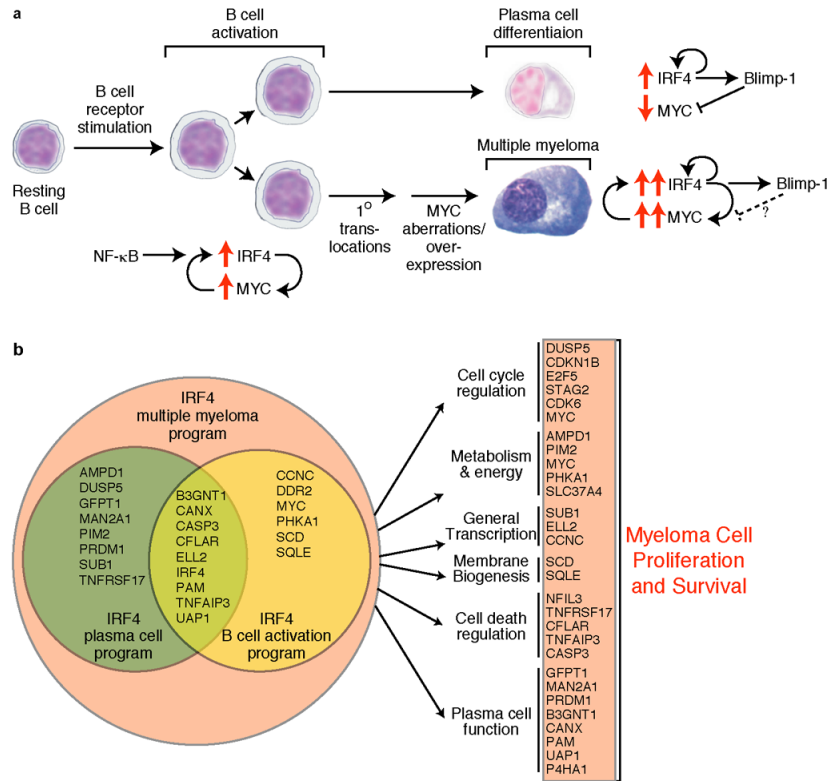 a
B cell
activation
Plasma cell
differentiaion
B cell
receptor
stimulation
IRF4
Blimp-1
MYC
Resting
B cell
Multiple myeloma
1° 
trans-
locations
MYC
aberrations/
over-
expression
IRF4
Blimp-1
MYC
?
NF-κB
IRF4
MYC
b
IRF4
multiple myeloma
program
AMPD1
DUSP5
GFPT1
MAN2A1
PIM2
PRDM1
SUB1
TNFRSF17
IRF4
plasma cell
program
B3GNT1
CANX
CASP3
CFLAR
ELL2
IRF4
PAM
TNFAIP3
UAP1
CCNC
DDR2
MYC
PHKA1
SCD
SQLE
IRF4
B cell activation
program
Cell cycle
regulation
DUSP5
CDKN1B
E2F5
STAG2
CDK6
MYC
Metabolism
& energy
AMPD1
PIM2
MYC
PHKA1
SLC37A4
General
Transcription
SUB1
ELL2
CCNC
Membrane
Biogenesis
SCD
SQLE
Cell death
regulation
NFIL3
TNFRSF17
CFLAR
TNFAIP3
CASP3
Plasma cell
function
GFPT1
MAN2A1
PRDM1
B3GNT1
CANX
PAM
UAP1
P4HA1
Myeloma Cell
Proliferation
and Survival